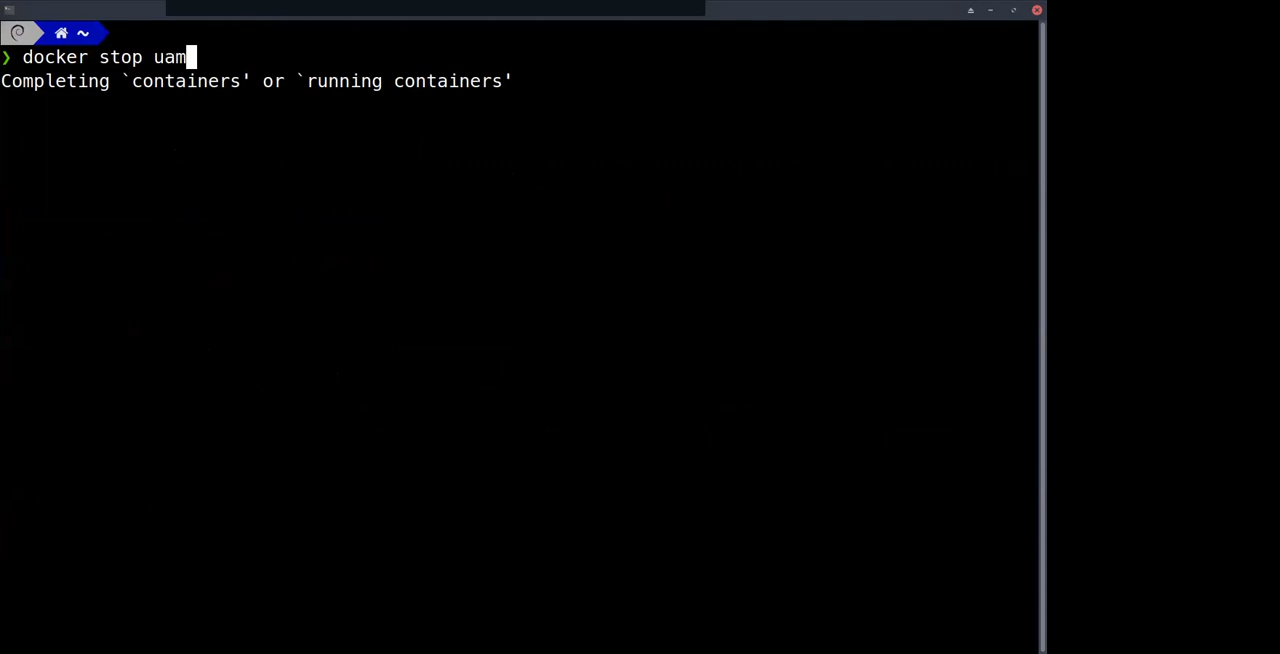 ~
❯ docker stop uam
Completing `containers' or `running containers'